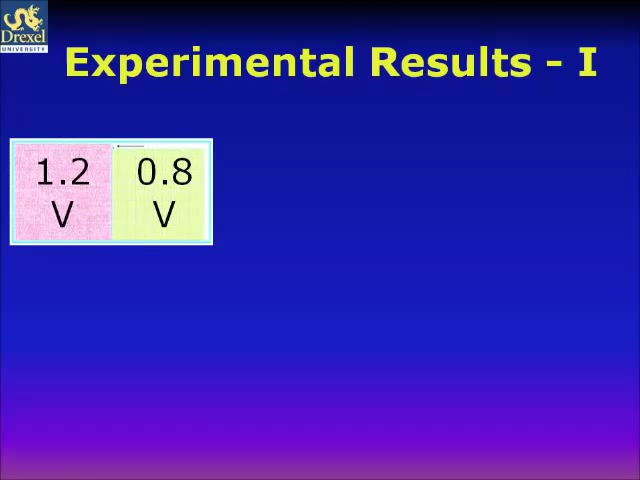 Drexel
UNIVERSITY
Experimental Results - I
1.2 0.8
V V